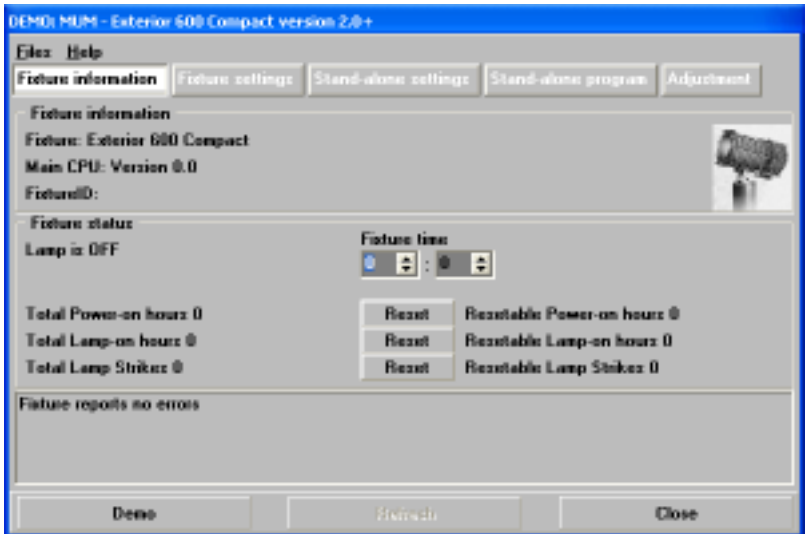 DEMO: MUM - Exterior 600 Compact version 2.0+
Files Help
Fixture information Fixture settings Stand-alone settings Stand-alone program Adjustment
Fixture information
Fixture: Exterior 600 Compact
Main CPU: Version 0.0
FixtureID:
Fixture status
Lamp is OFF
Fixture time
0 : 0
Total Power-on hours 0 Reset Resetable Power-on hours 0
Total Lamp-on hours 0 Reset Resetable Lamp-on hours 0
Total Lamp Strikes 0 Reset Resetable Lamp Strikes 0
Fixture reports no errors
Demo Refresh Close